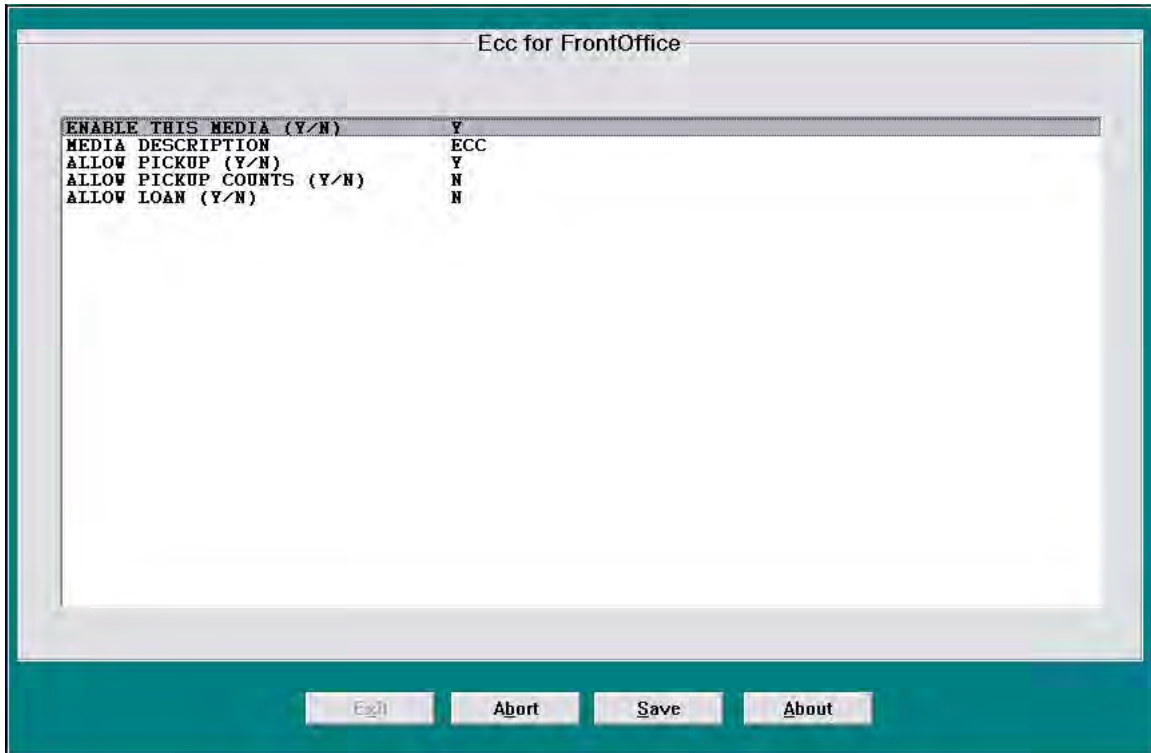 Ecc for FrontOffice
ENABLE THIS MEDIA (Y/N) Y
MEDIA DESCRIPTION ECC
ALLOW PICKUP (Y/N) Y
ALLOW PICKUP COUNTS (Y/N) N
ALLOW LOAN (Y/N) N
Exit Abort Save About